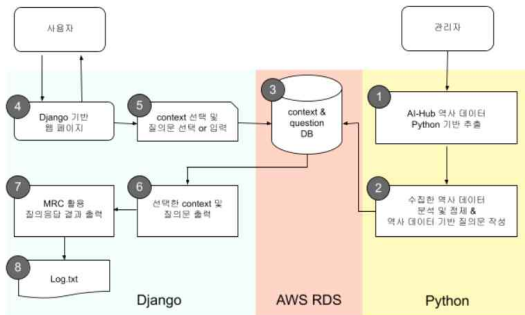 사용자
관리자
4
Django 기반
웹 페이지
5
context 선택 및
질의문 선택 or 입력
3
context &
question
DB
1
AI-Hub 역사 데이터
Python 기반 추출
7
MRC 활용
질의응답 결과 출력
6
선택한 context 및
질의문 출력
2
수집한 역사 데이터
분석 및 정제 &
역사 데이터 기반 질의문 작성
8
Log.txt
Django
AWS RDS
Python